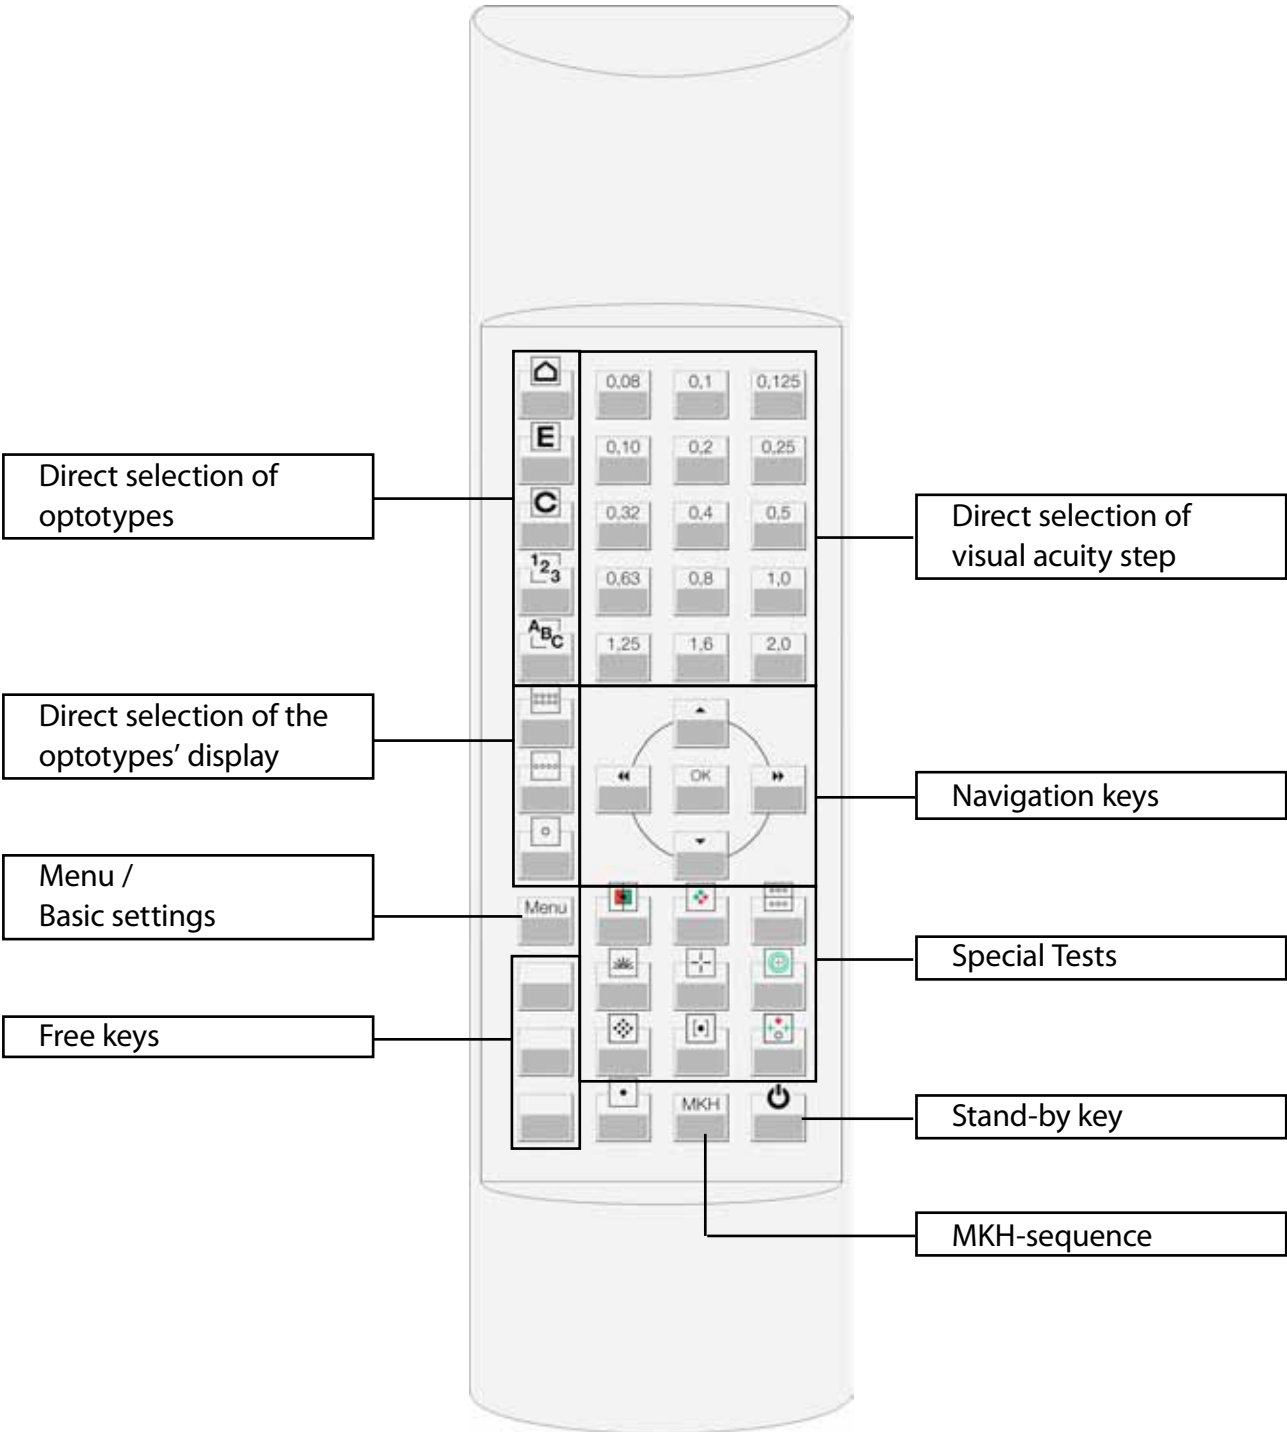 E
0,08 0,1 0,125
0,10 0,2 0,25
C
0,32 0,4 0,5
123
0,63 0,8 1,0
ABC
1,25 1,6 2,0
OK
Menu
MKH
Direct selection of
optotypes
Direct selection of the
optotypes’ display
Menu /
Basic settings
Free keys
Direct selection of
visual acuity step
Navigation keys
Special Tests
Stand-by key
MKH-sequence